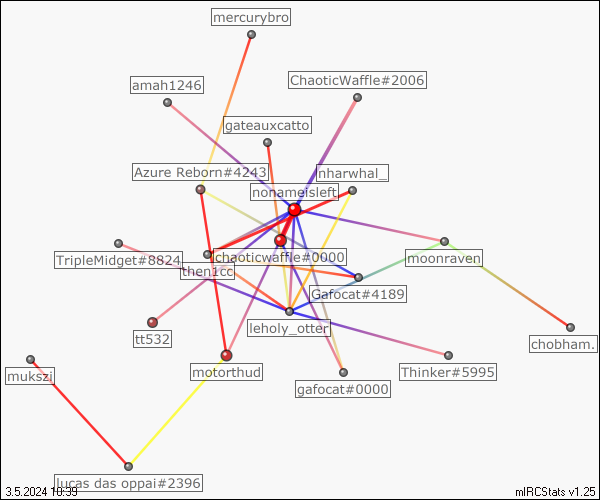 mercurybro
ChaoticWaffle#2006
amah1246
gateauxcatto
Azure Reborn#4243
nharwhal_
nonameisleft
TripleMidget#8824
chaoticwaffle#0000
moonraven
then1cc
Gafocat#4189
leholy_otter
tt532
chobham.
motorthud
Thinker#5995
mukszi
gafocat#0000
lucas das oppai#2396
3.5.2024 10:39
mIRCStats v1.25